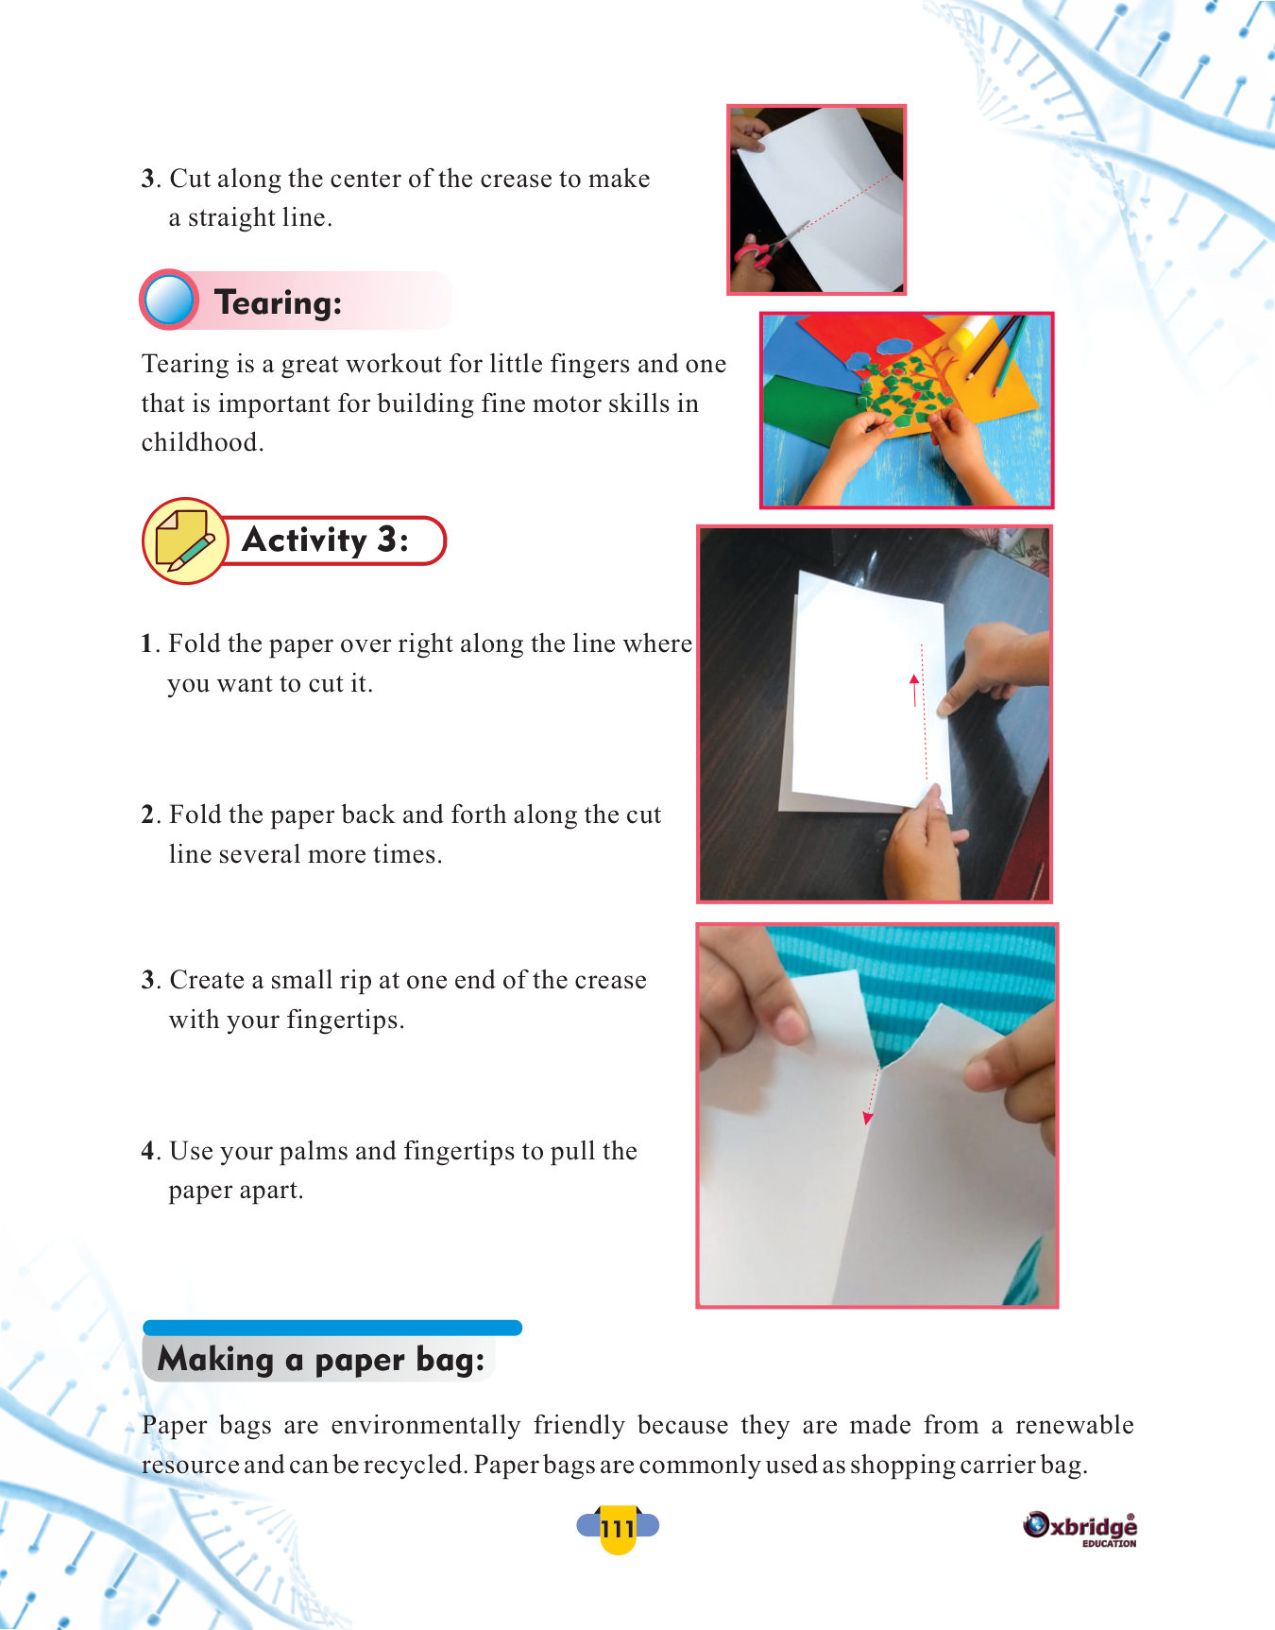 3. Cut along the center of the crease to make
a straight line.
Tearing:
Tearing is a great workout for little fingers and one
that is important for building fine motor skills in
childhood.
Activity 3:
1. Fold the paper over right along the line where
you want to cut it.
2. Fold the paper back and forth along the cut
line several more times.
3. Create a small rip at one end of the crease
with your fingertips.
4. Use your palms and fingertips to pull the
paper apart.
Making a paper bag:
Paper bags are environmentally friendly because they are made from a renewable
resource and can be recycled. Paper bags are commonly used as shopping carrier bag.
111
Oxbridge®
EDUCATION